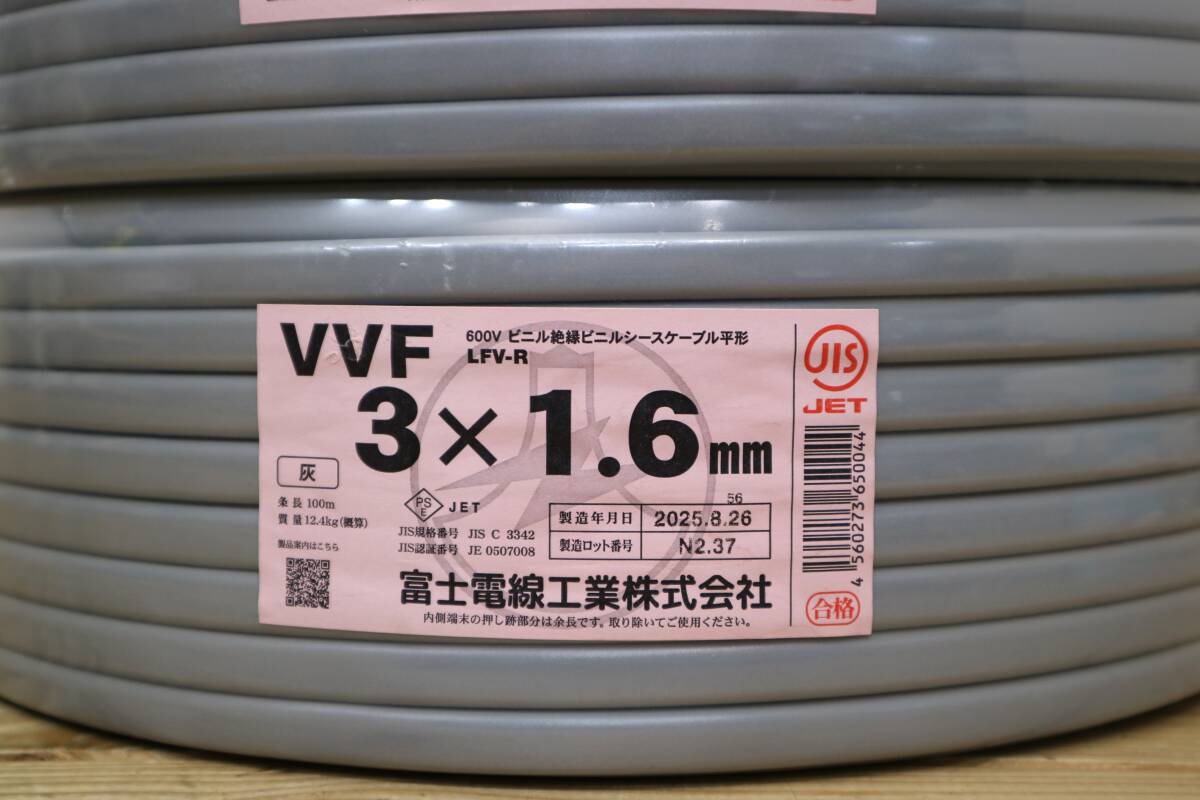 VVF
600V ビニル絶縁ビニルシースケーブル平形
LFV-R
3×1.6mm
灰
条長 100m
質量 12.4kg(概算)
製品案内はこちら
PS
E
JET
JIS規格番号 JIS C 3342
JIS認証番号 JE 0507008
56
製造年月日 2025.8.26
製造ロット番号 N2.37
富士電線工業株式会社
内側端末の押し跡部分は余長です。取り除いてご使用ください。
JIS
JET
4560273650044
合格